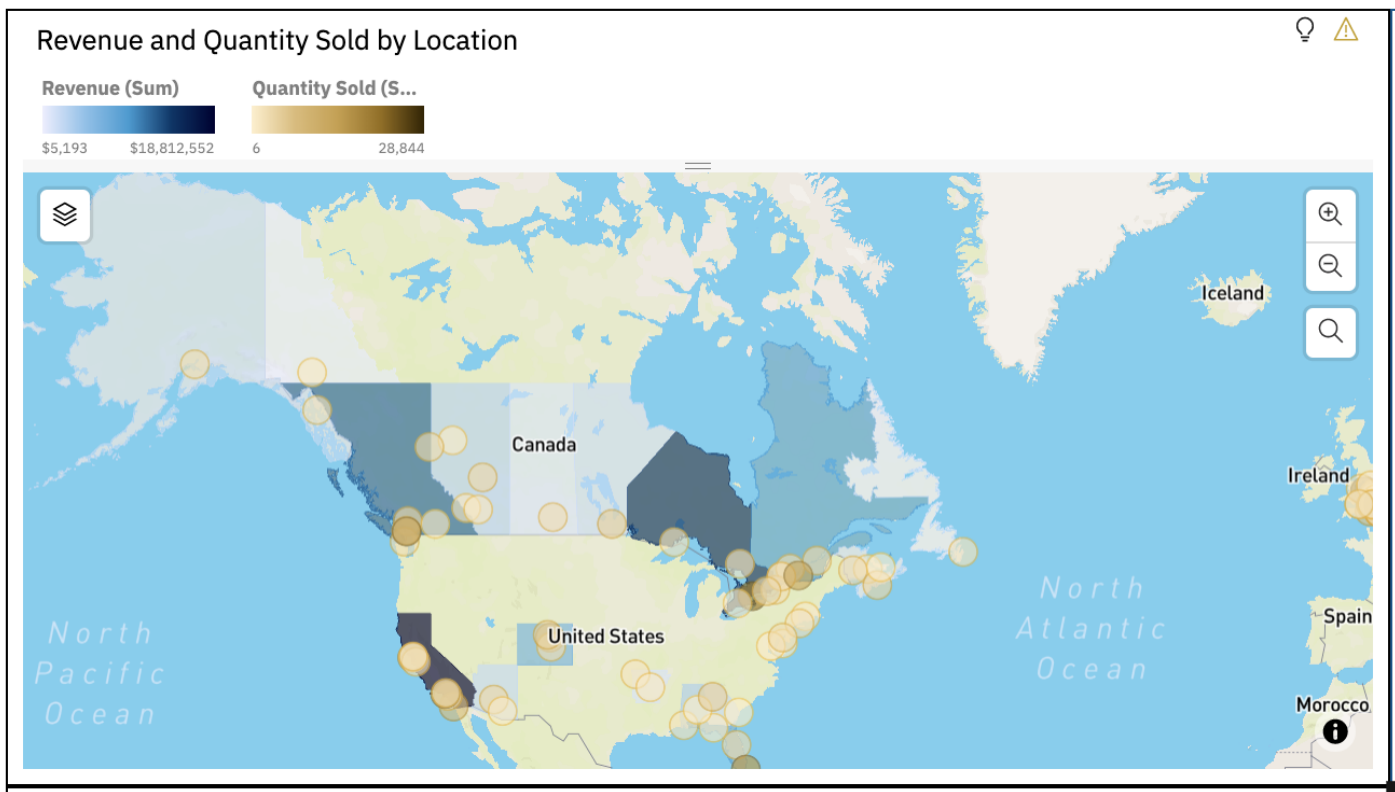 Revenue and Quantity Sold by Location
Revenue (Sum)
Quantity Sold (S...
$5,193
$18,812,552
6
28,844
Iceland
Canada
Ireland
North
Atlantic
Ocean
United States
Spain
North
Pacific
Ocean
Morocco